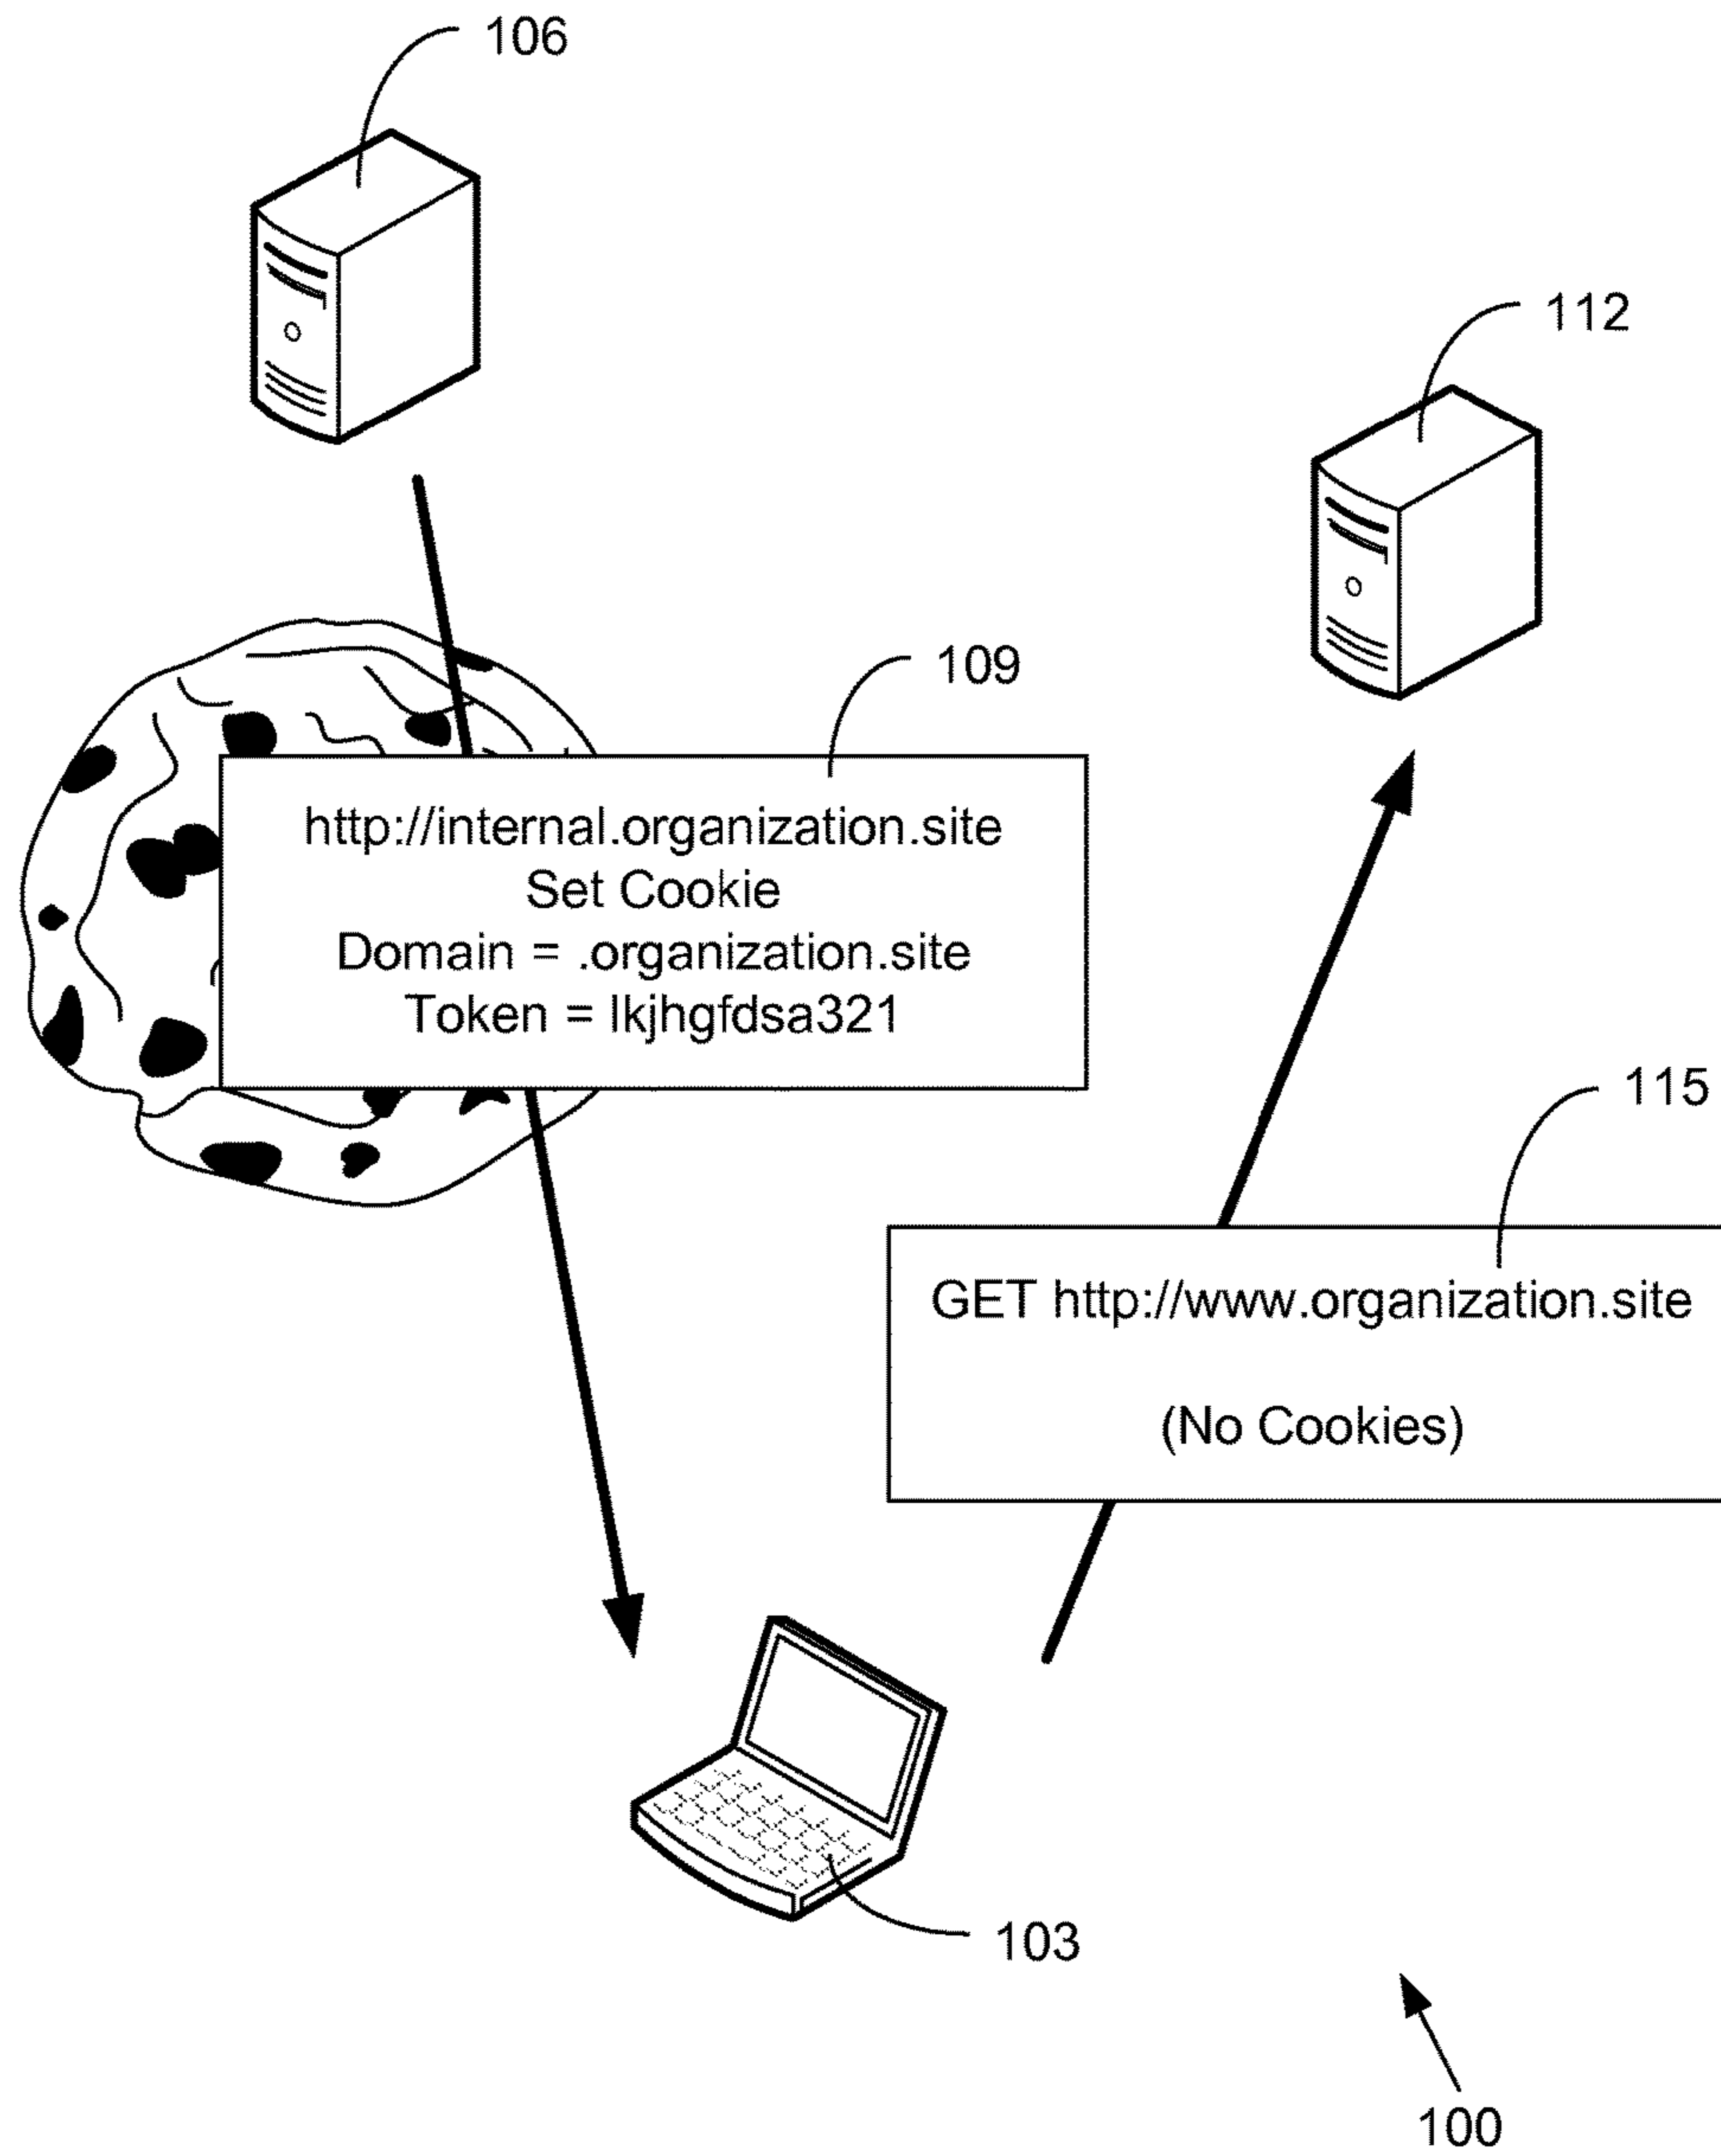 106
112
109
http://internal.organization.site
Set Cookie
Domain = .organization.site
Token = lkjhgfdsa321
115
GET http://www.organization.site
(No Cookies)
103
100